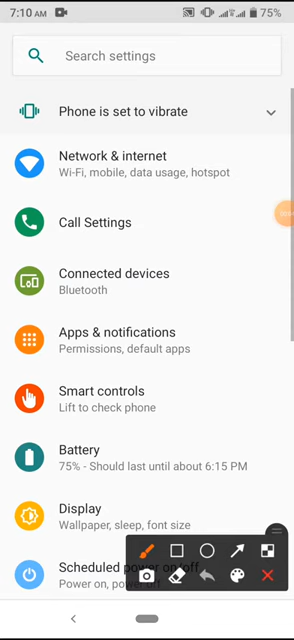 7:10 AM
75%
Search settings
Phone is set to vibrate
Network & internet
Wi-Fi, mobile, data usage, hotspot
Call Settings
Connected devices
Bluetooth
Apps & notifications
Permissions, default apps
Smart controls
Lift to check phone
Battery
75% - Should last until about 6:15 PM
Display
Wallpaper, sleep, font size
Scheduled power on/off
Power on, power off